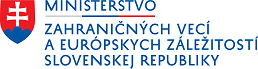 MINISTERSTVO
ZAHRANIČNÝCH VECÍ
A EURÓPSKYCH ZÁLEŽITOSTÍ
SLOVENSKEJ REPUBLIKY